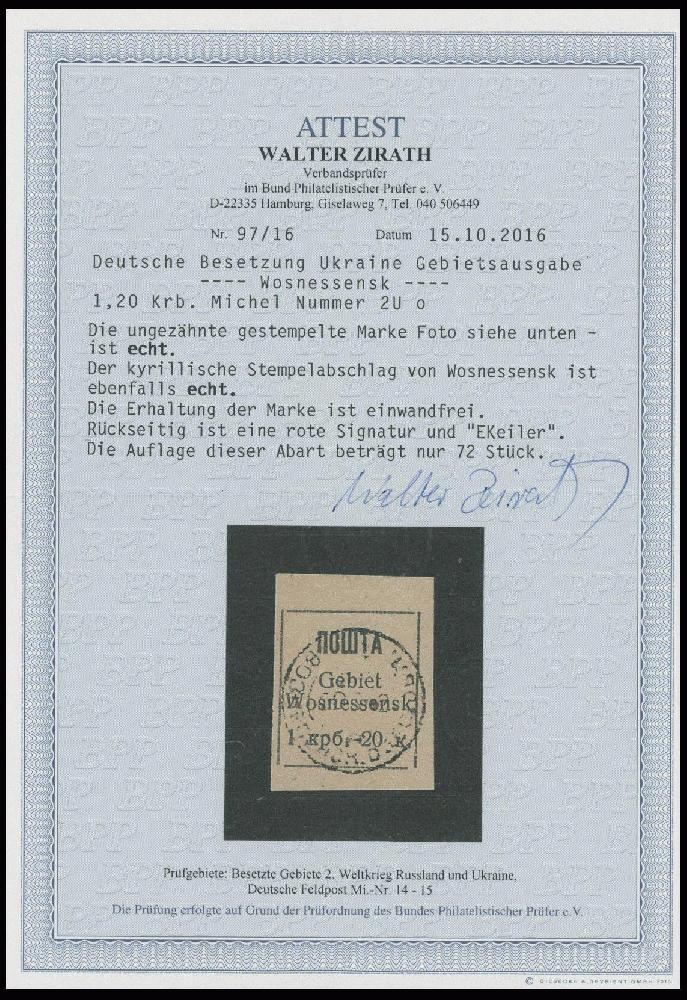 ATTEST
WALTER ZIRATH
Verbandsprüfer
im Bund Philatelistischer Prüfer e. V.
D-22335 Hamburg, Giselaweg 7, Tel. 040 506449
Nr. 97/16 Datum 15.10.2016
Deutsche Besetzung Ukraine Gebietsausgabe
---- Wosnessensk ----
1,20 Krb. Michel Nummer 2U o
Die ungezähnte gestempelte Marke Foto siehe unten -
ist echt.
Der kyrillische Stempelabschlag von Wosnessensk ist
ebenfalls echt.
Die Erhaltung der Marke ist einwandfrei.
Rückseitig ist eine rote Signatur und "EKeiler".
Die Auflage dieser Abart beträgt nur 72 Stück.
Walter Zirath
ПОШТА
Gebiet
Wosnessensk
1 крб. 20 к.
Prüfgebiete: Besetzte Gebiete 2. Weltkrieg Russland und Ukraine,
Deutsche Feldpost Mi.-Nr. 14 - 15
Die Prüfung erfolgte auf Grund der Prüfordnung des Bundes Philatelistischer Prüfer e.V.
© GIESECKE & DEVRIENT GMBH